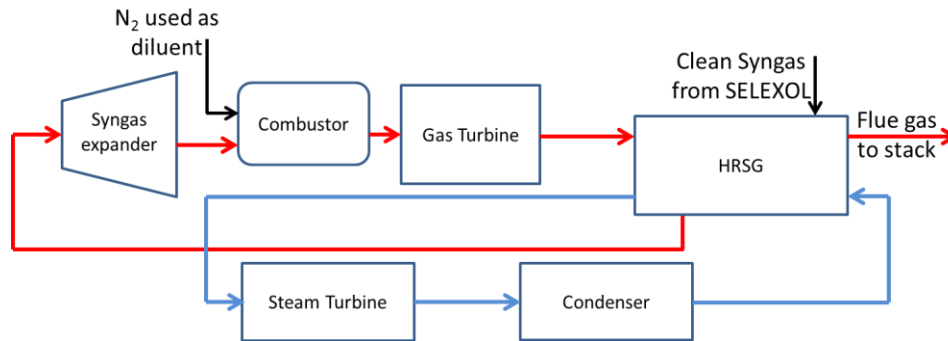 N₂ used as
diluent
Clean Syngas
from SELEXOL
Syngas
expander
Combustor
Gas Turbine
HRSG
Flue gas
to stack
Steam Turbine
Condenser